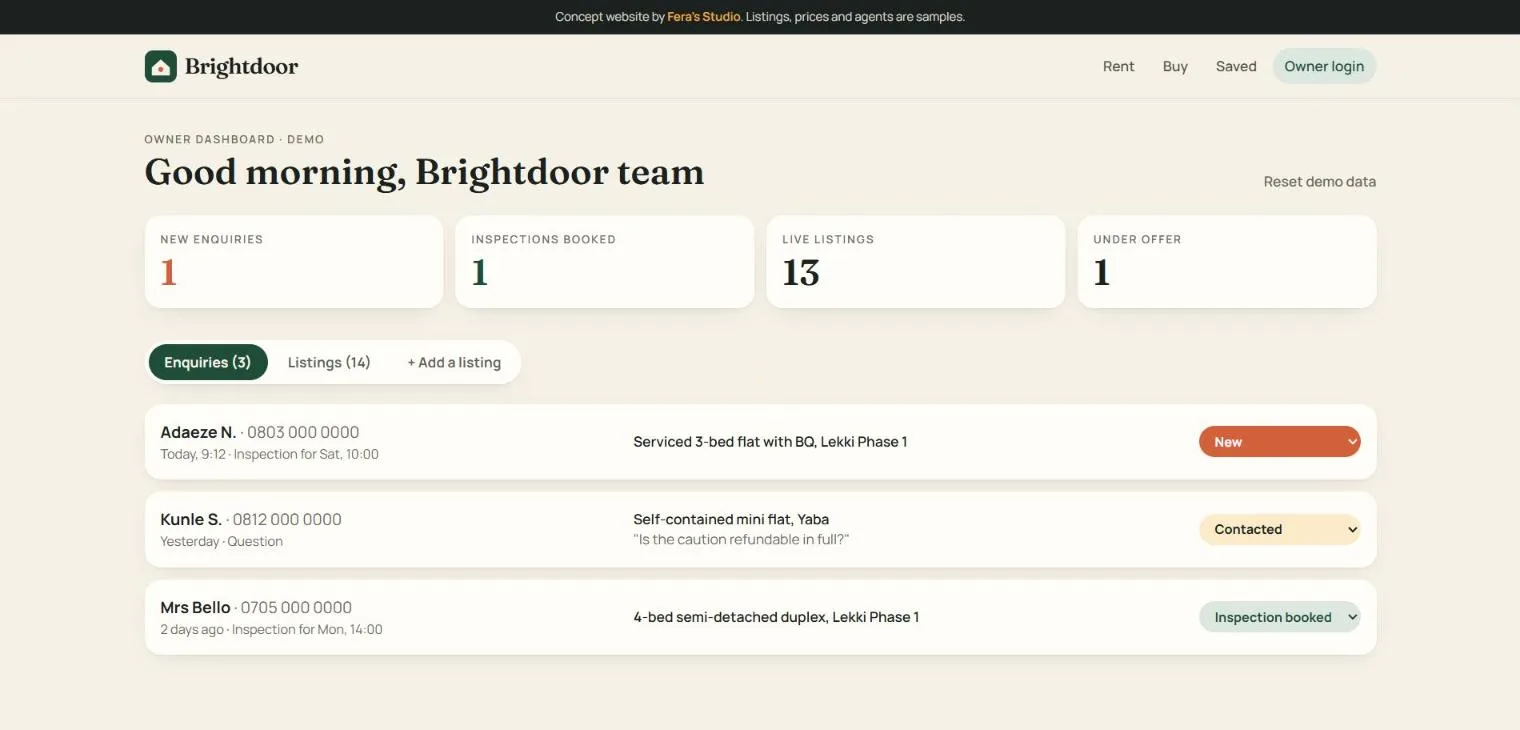 Concept website by Fera's Studio. Listings, prices and agents are samples.
Brightdoor
Rent
Buy
Saved
Owner login
OWNER DASHBOARD · DEMO
Good morning, Brightdoor team
Reset demo data
NEW ENQUIRIES
1
INSPECTIONS BOOKED
1
LIVE LISTINGS
13
UNDER OFFER
1
Enquiries (3)
Listings (14)
+ Add a listing
Adaeze N. · 0803 000 0000
Today, 9:12 · Inspection for Sat, 10:00
Serviced 3-bed flat with BQ, Lekki Phase 1
New
Kunle S. · 0812 000 0000
Yesterday · Question
Self-contained mini flat, Yaba
"Is the caution refundable in full?"
Contacted
Mrs Bello · 0705 000 0000
2 days ago · Inspection for Mon, 14:00
4-bed semi-detached duplex, Lekki Phase 1
Inspection booked